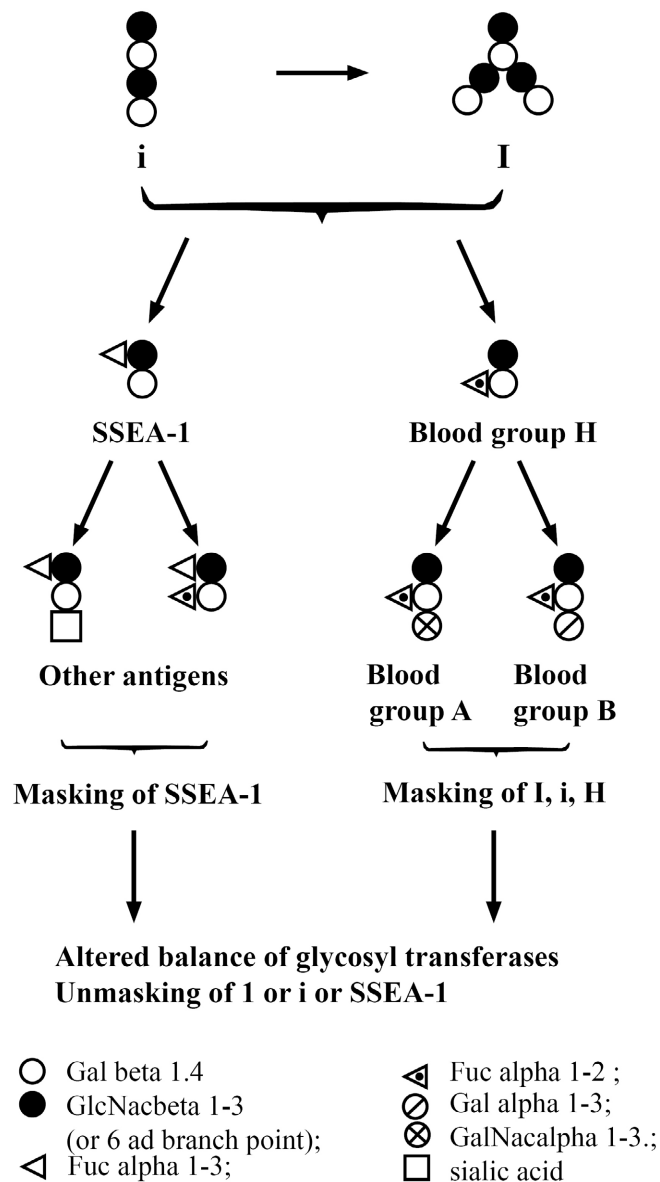 i
I
SSEA-1
Blood group H
Other antigens
Blood
group A
Blood
group B
Masking of SSEA-1
Masking of I, i, H
Altered balance of glycosyl transferases
Unmasking of 1 or i or SSEA-1
Gal beta 1.4
GlcNacbeta 1-3
(or 6 ad branch point);
Fuc alpha 1-3;
Fuc alpha 1-2 ;
Gal alpha 1-3;
GalNacalpha 1-3.;
sialic acid